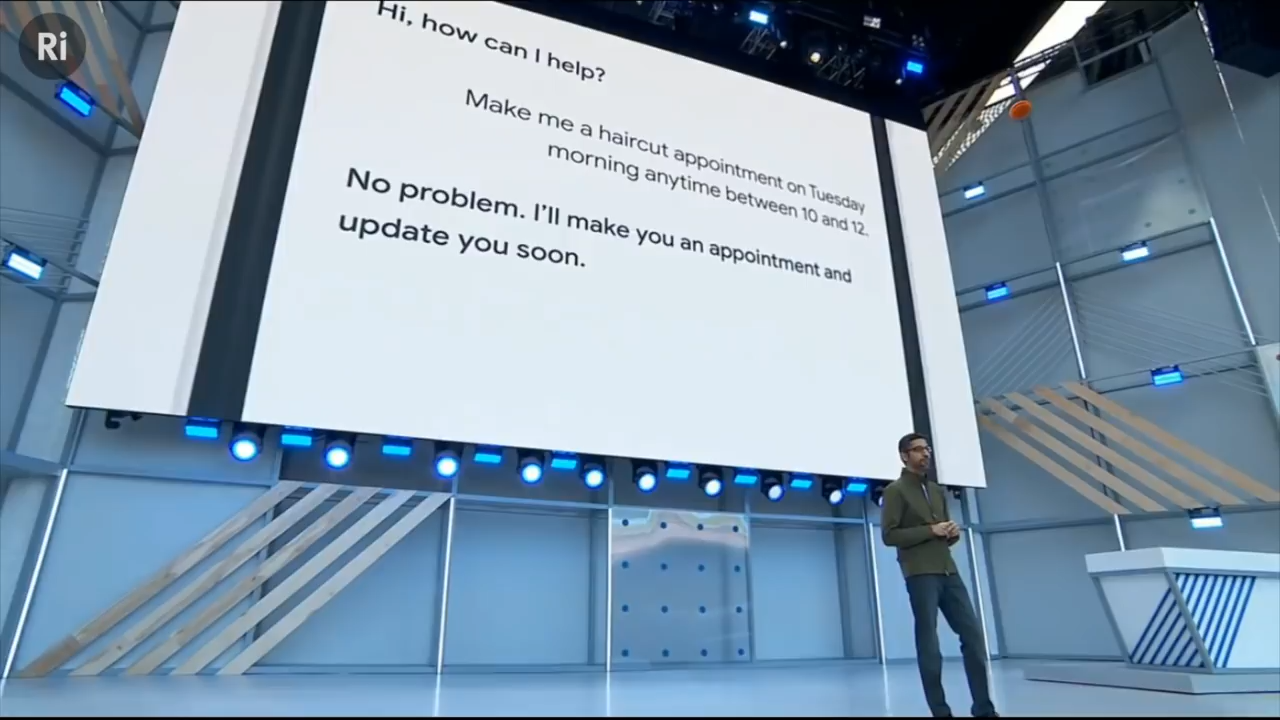 Ri
Hi, how can I help?
Make me a haircut appointment on Tuesday
morning anytime between 10 and 12.
No problem. I'll make you an appointment and
update you soon.